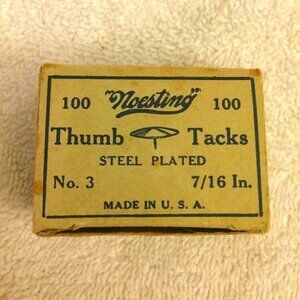 100 "Noesting" 100
Thumb Tacks
STEEL PLATED
No. 3 7/16 In.
MADE IN U. S. A.